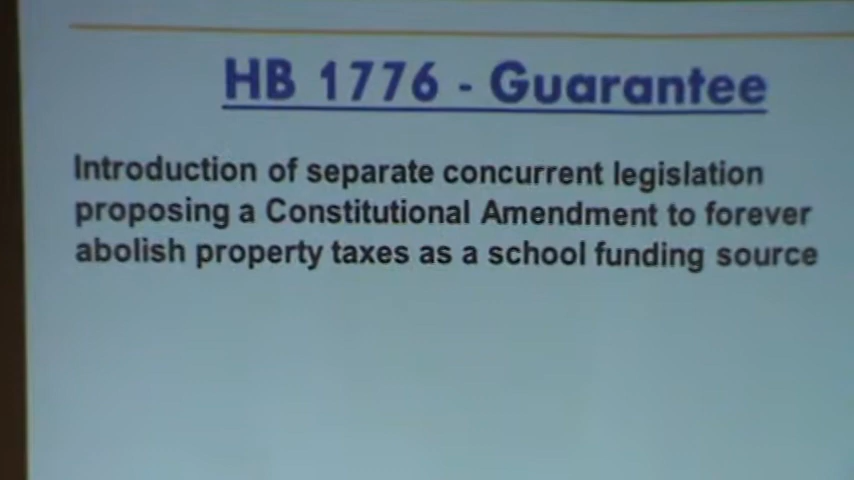 HB 1776 - Guarantee
Introduction of separate concurrent legislation
proposing a Constitutional Amendment to forever
abolish property taxes as a school funding source